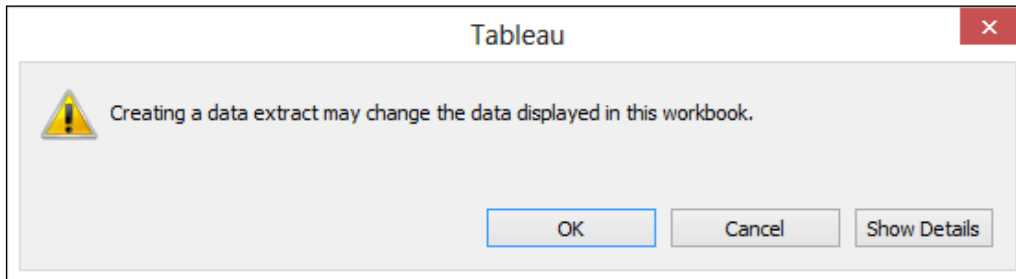 Tableau
Creating a data extract may change the data displayed in this workbook.
OK Cancel Show Details